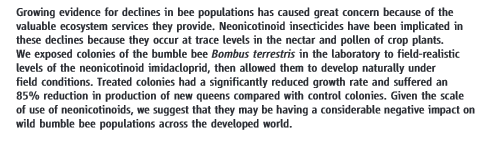 Growing evidence for declines in bee populations has caused great concern because of the
valuable ecosystem services they provide. Neonicotinoid insecticides have been implicated in
these declines because they occur at trace levels in the nectar and pollen of crop plants.
We exposed colonies of the bumble bee Bombus terrestris in the laboratory to field-realistic
levels of the neonicotinoid imidacloprid, then allowed them to develop naturally under
field conditions. Treated colonies had a significantly reduced growth rate and suffered an
85% reduction in production of new queens compared with control colonies. Given the scale
of use of neonicotinoids, we suggest that they may be having a considerable negative impact on
wild bumble bee populations across the developed world.